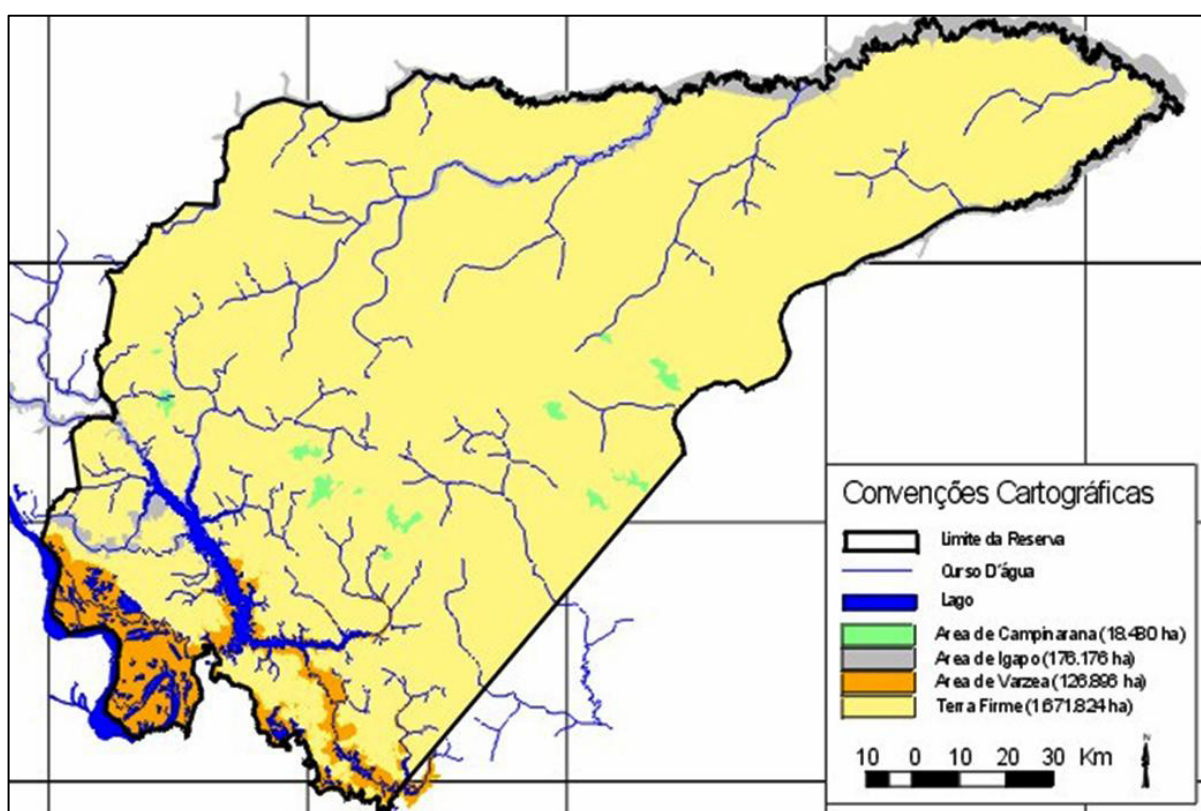 Convenções Cartográficas
Limite da Reserva
Curso D'água
Lago
Area de Campinarana (18.480 ha)
Area de Igapo (176.176 ha)
Area de Varzea (126.896 ha)
Terra Firme (1671.824 ha)
10 0 10 20 30 Km
N